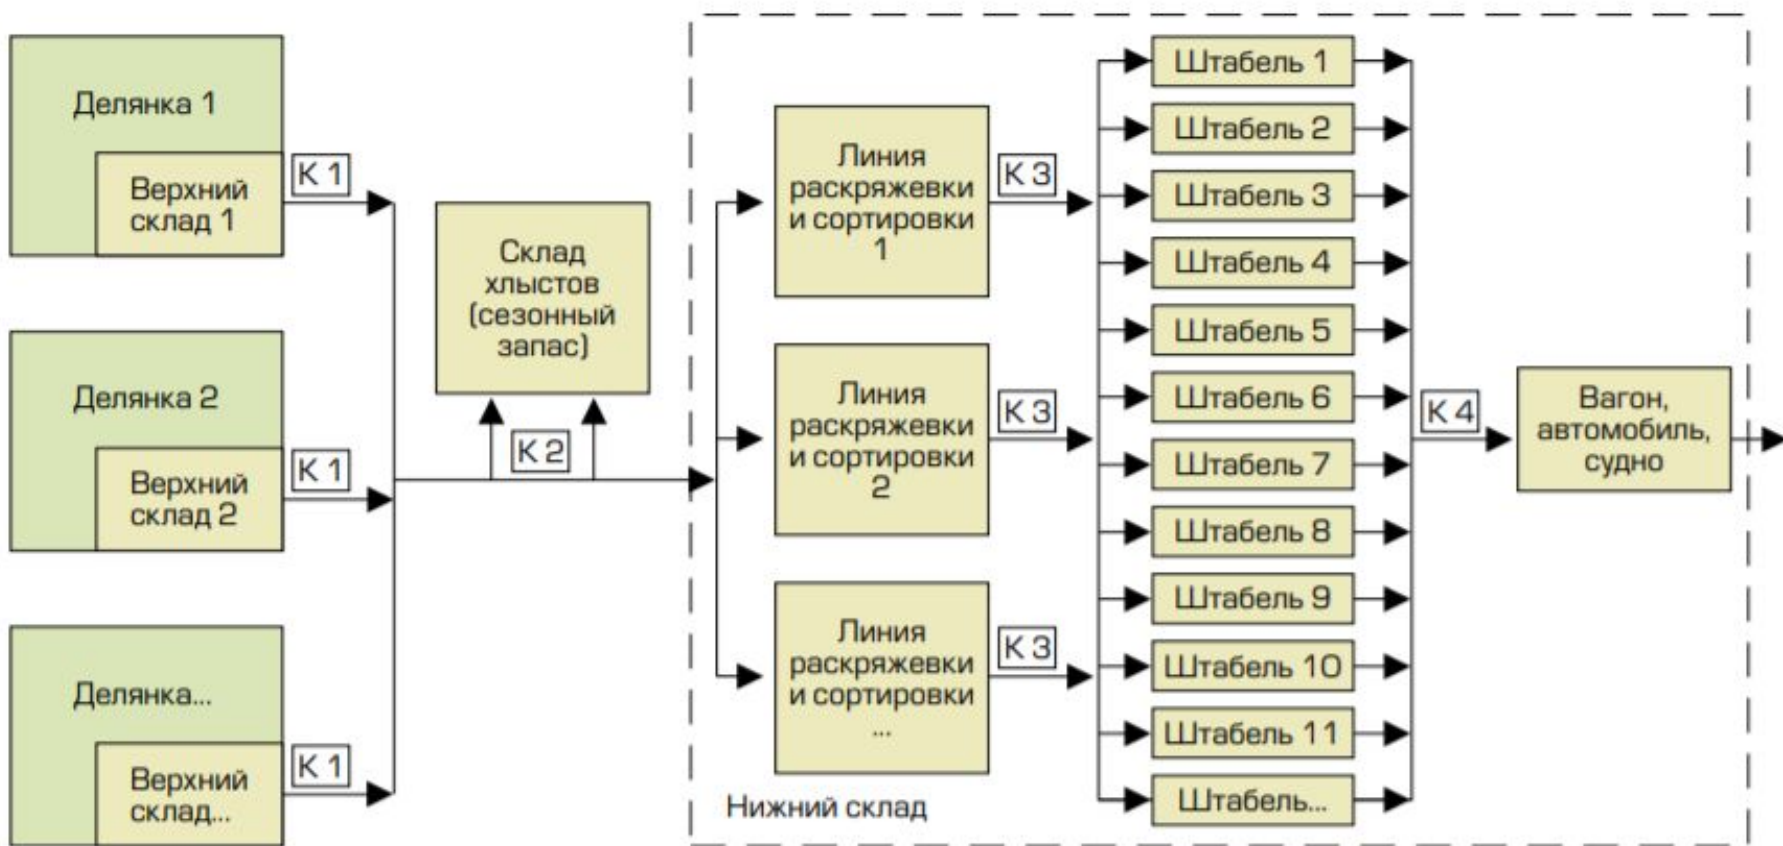 Делянка 1
Верхний
склад 1
К 1
Делянка 2
Верхний
склад 2
К 1
Делянка...
Верхний
склад...
К 1
Склад
хлыстов
(сезонный
запас)
К 2
Линия
раскряжевки
и сортировки
1
К 3
Линия
раскряжевки
и сортировки
2
К 3
Линия
раскряжевки
и сортировки
...
К 3
Нижний склад
Штабель 1
Штабель 2
Штабель 3
Штабель 4
Штабель 5
Штабель 6
Штабель 7
Штабель 8
Штабель 9
Штабель 10
Штабель 11
Штабель...
К 4
Вагон,
автомобиль,
судно